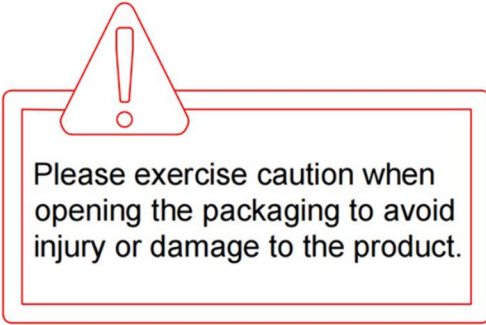 Please exercise caution when
opening the packaging to avoid
injury or damage to the product.